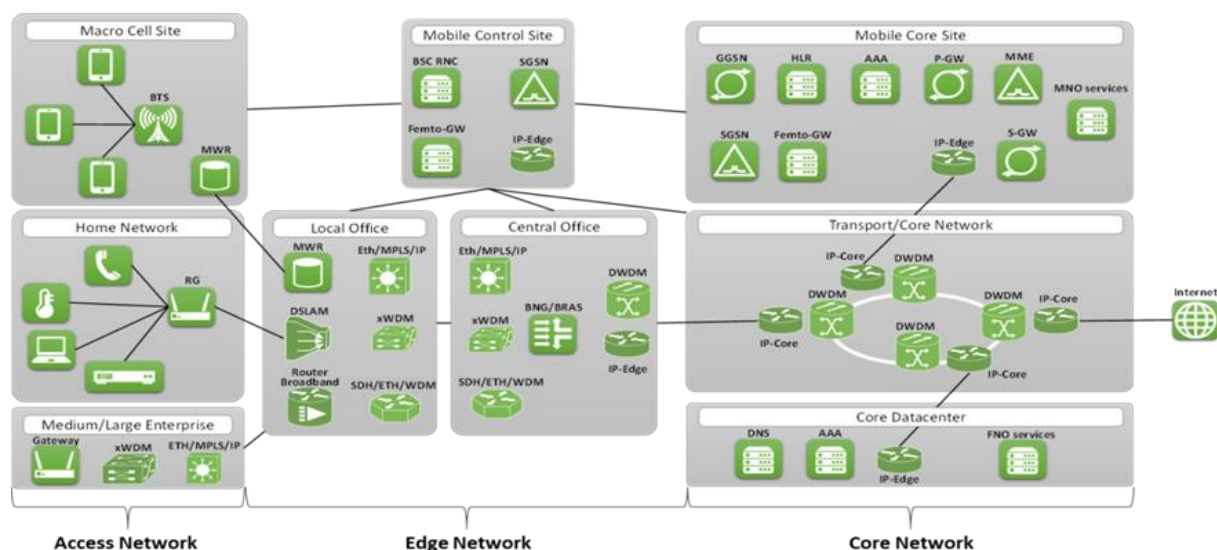 Macro Cell Site
BTS
MWR
Mobile Control Site
BSC RNC
SGSN
Femto-GW
IP-Edge
Mobile Core Site
GGSN
HLR
AAA
P-GW
MME
MNO services
SGSN
Femto-GW
IP-Edge
S-GW
Home Network
RG
Local Office
MWR
Eth/MPLS/IP
DSLAM
xWDM
Router
Broadband
SDH/ETH/WDM
Central Office
Eth/MPLS/IP
DWDM
BNG/BRAS
xWDM
IP-Edge
SDH/ETH/WDM
Transport/Core Network
IP-Core
DWDM
DWDM
DWDM
IP-Core
IP-Core
DWDM
IP-Core
Internet
Medium/Large Enterprise
Gateway
xWDM
ETH/MPLS/IP
Core Datacenter
DNS
AAA
IP-Edge
FNO services
Access Network
Edge Network
Core Network